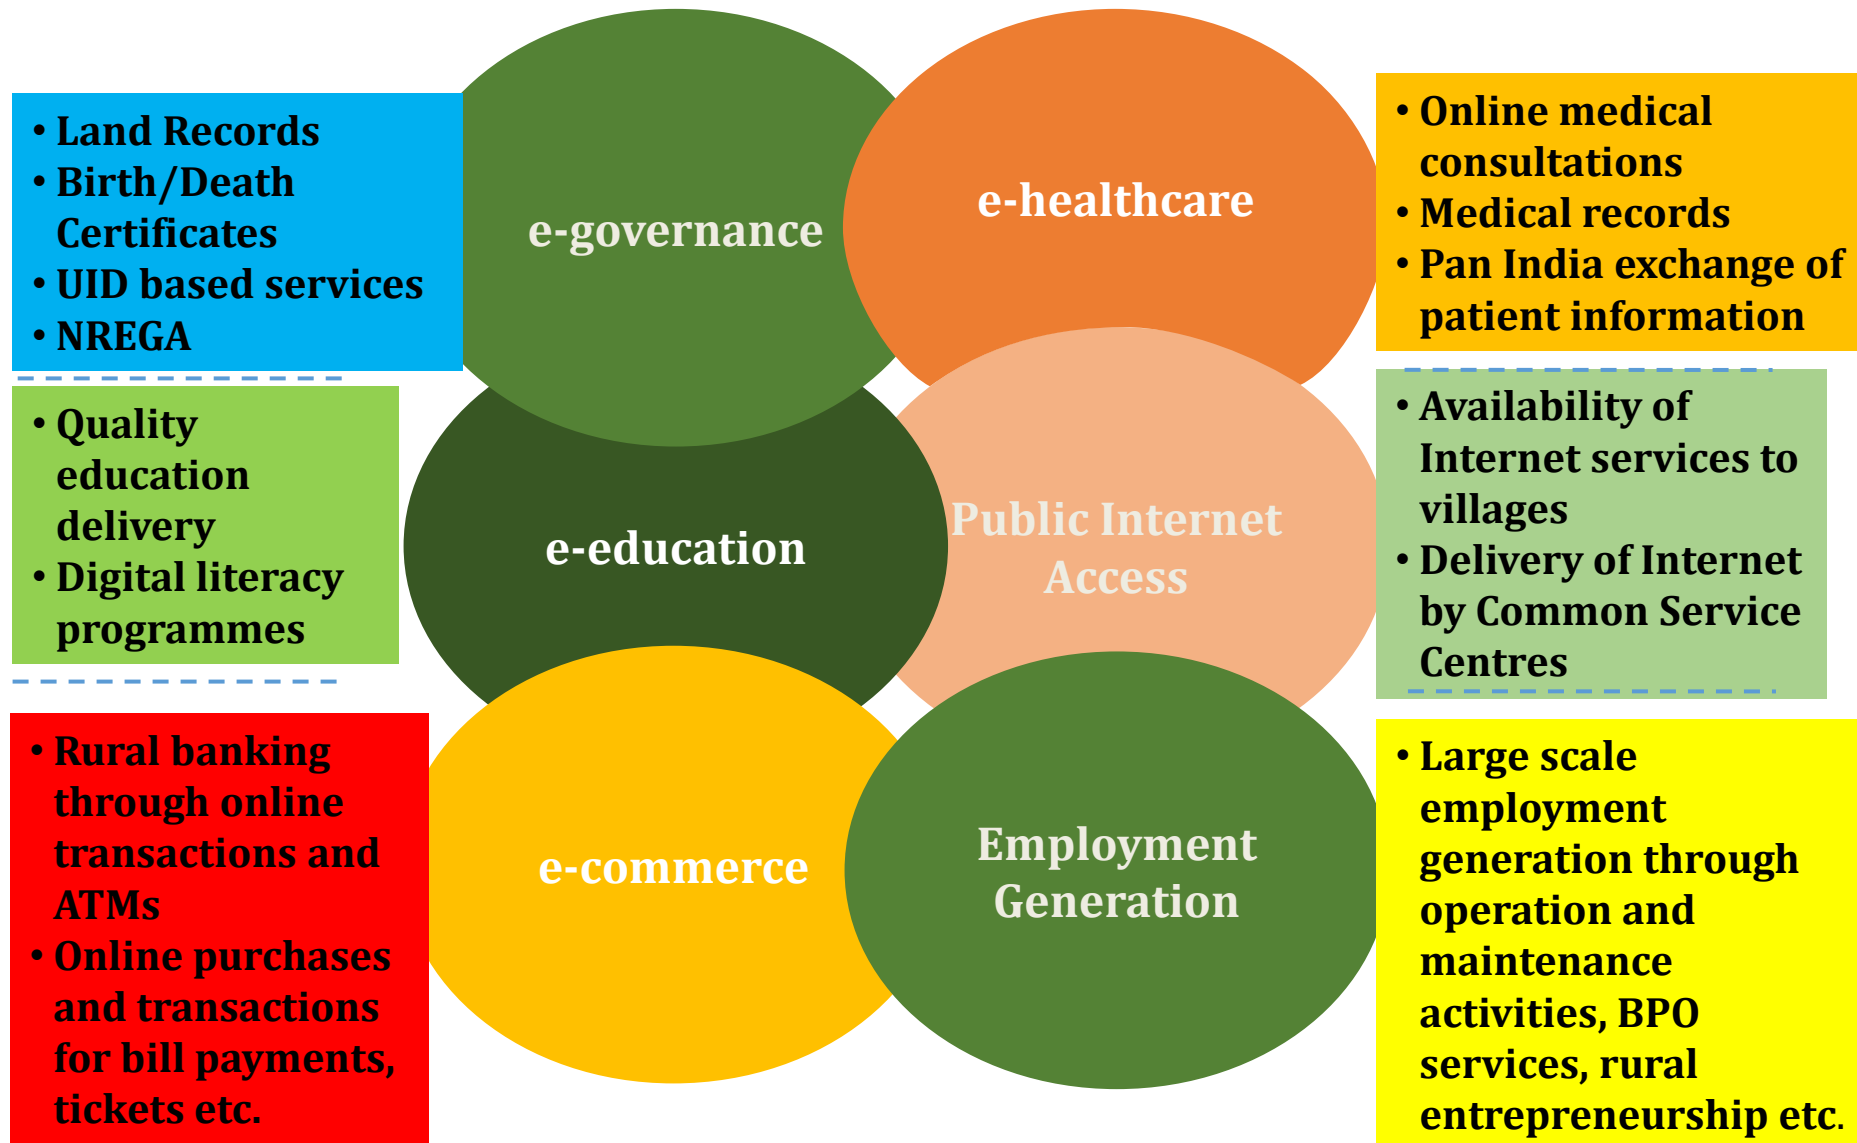 • Land Records
• Birth/Death
Certificates
• UID based services
• NREGA
e-governance
e-healthcare
• Online medical
consultations
• Medical records
• Pan India exchange of
patient information
• Quality
education
delivery
• Digital literacy
programmes
e-education
Public Internet
Access
• Availability of
Internet services to
villages
• Delivery of Internet
by Common Service
Centres
• Rural banking
through online
transactions and
ATMs
• Online purchases
and transactions
for bill payments,
tickets etc.
e-commerce
Employment
Generation
• Large scale
employment
generation through
operation and
maintenance
activities, BPO
services, rural
entrepreneurship etc.